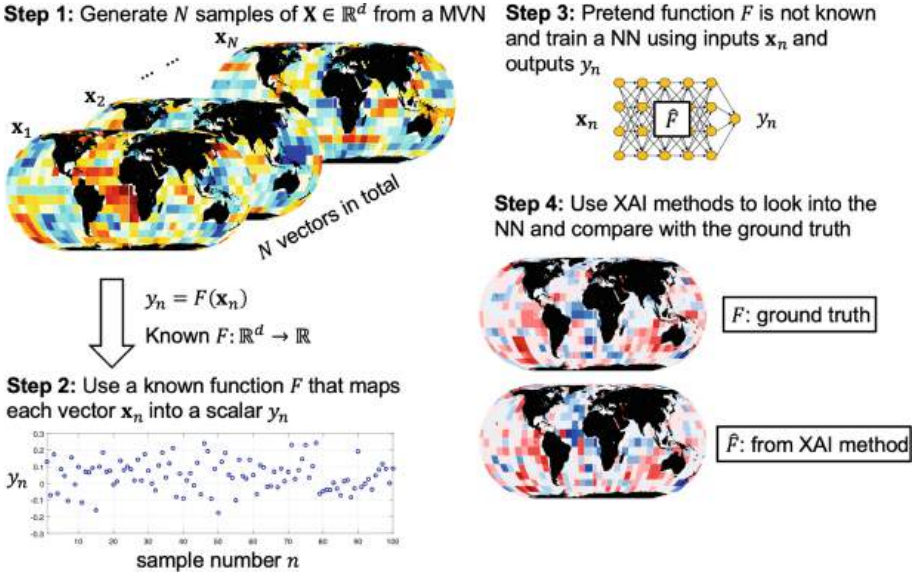 Step 1: Generate N samples of X ∈ ℝᵈ from a MVN
x_N
...
x_2
x_1
N vectors in total
y_n = F(x_n)
Known F: ℝᵈ → ℝ
Step 2: Use a known function F that maps
each vector x_n into a scalar y_n
0.3
0.2
0.1
0
-0.1
-0.2
-0.3
y_n
10 20 30 40 50 60 70 80 90 100
sample number n
Step 3: Pretend function F is not known
and train a NN using inputs x_n and
outputs y_n
x_n
F̂
y_n
Step 4: Use XAI methods to look into the
NN and compare with the ground truth
F: ground truth
F̂: from XAI method